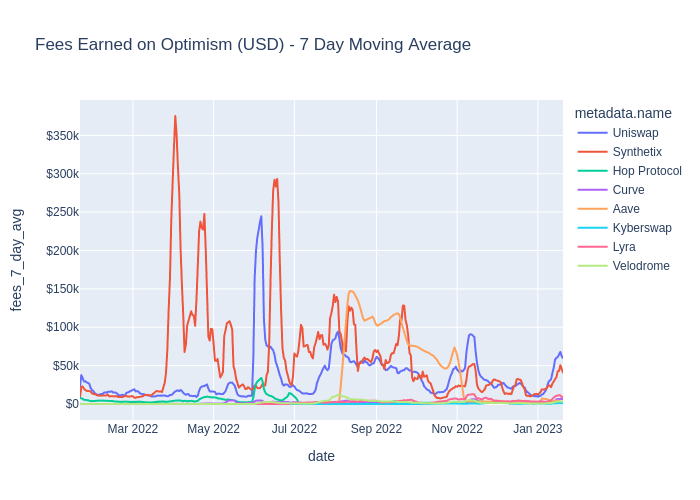 Fees Earned on Optimism (USD) - 7 Day Moving Average
metadata.name
Uniswap
Synthetix
Hop Protocol
Curve
Aave
Kyberswap
Lyra
Velodrome
fees_7_day_avg
$350k
$300k
$250k
$200k
$150k
$100k
$50k
$0
Mar 2022
May 2022
Jul 2022
Sep 2022
Nov 2022
Jan 2023
date